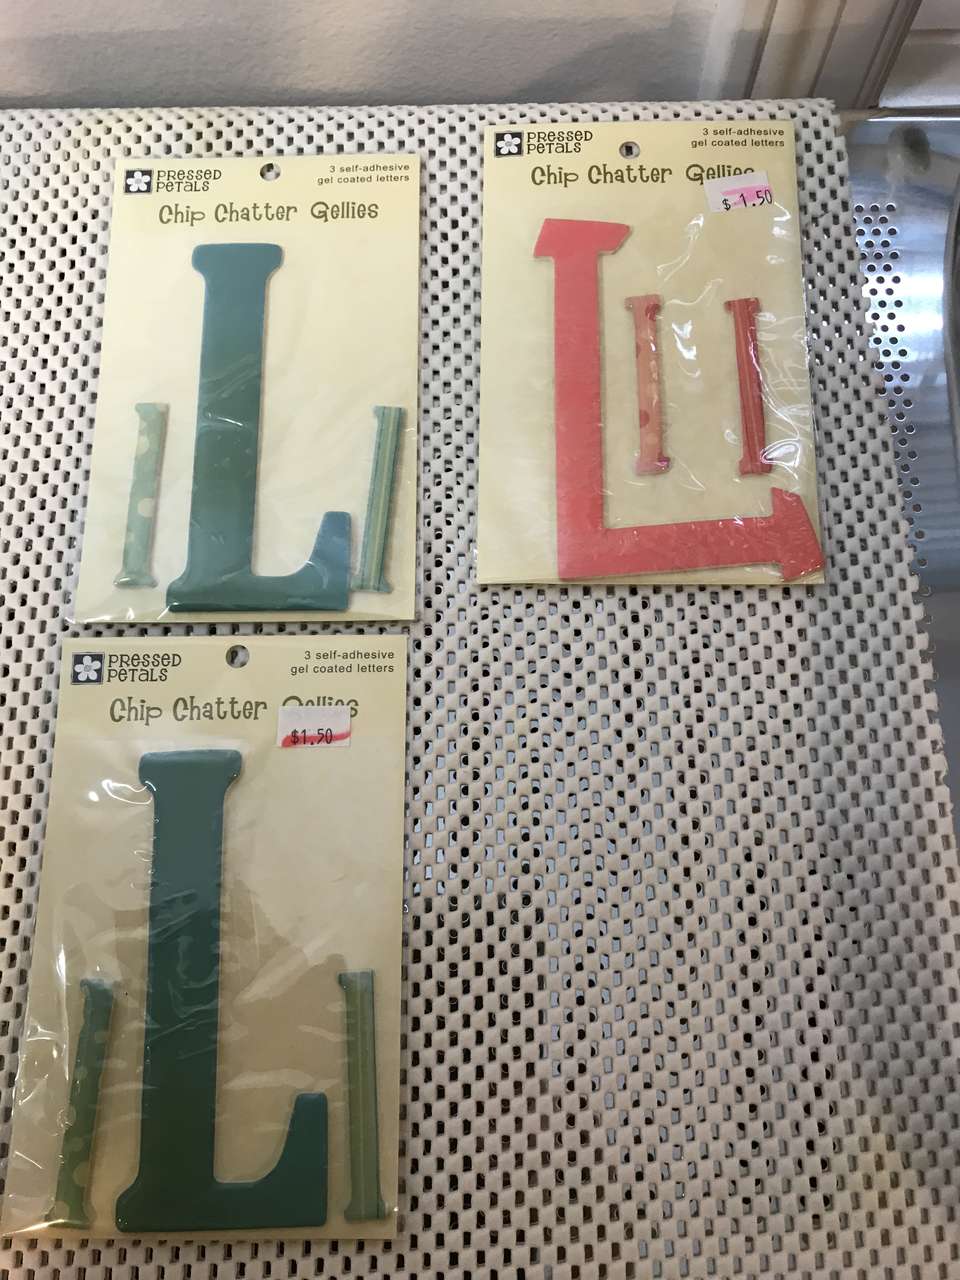 PRESSED
PETALS
3 self-adhesive
gel coated letters
Chip Chatter Gellies
L
l
l
PRESSED
PETALS
3 self-adhesive
gel coated letters
Chip Chatter Gellies
$ 1.50
L
l
l
PRESSED
PETALS
3 self-adhesive
gel coated letters
Chip Chatter Gellies
$1.50
L
l
l